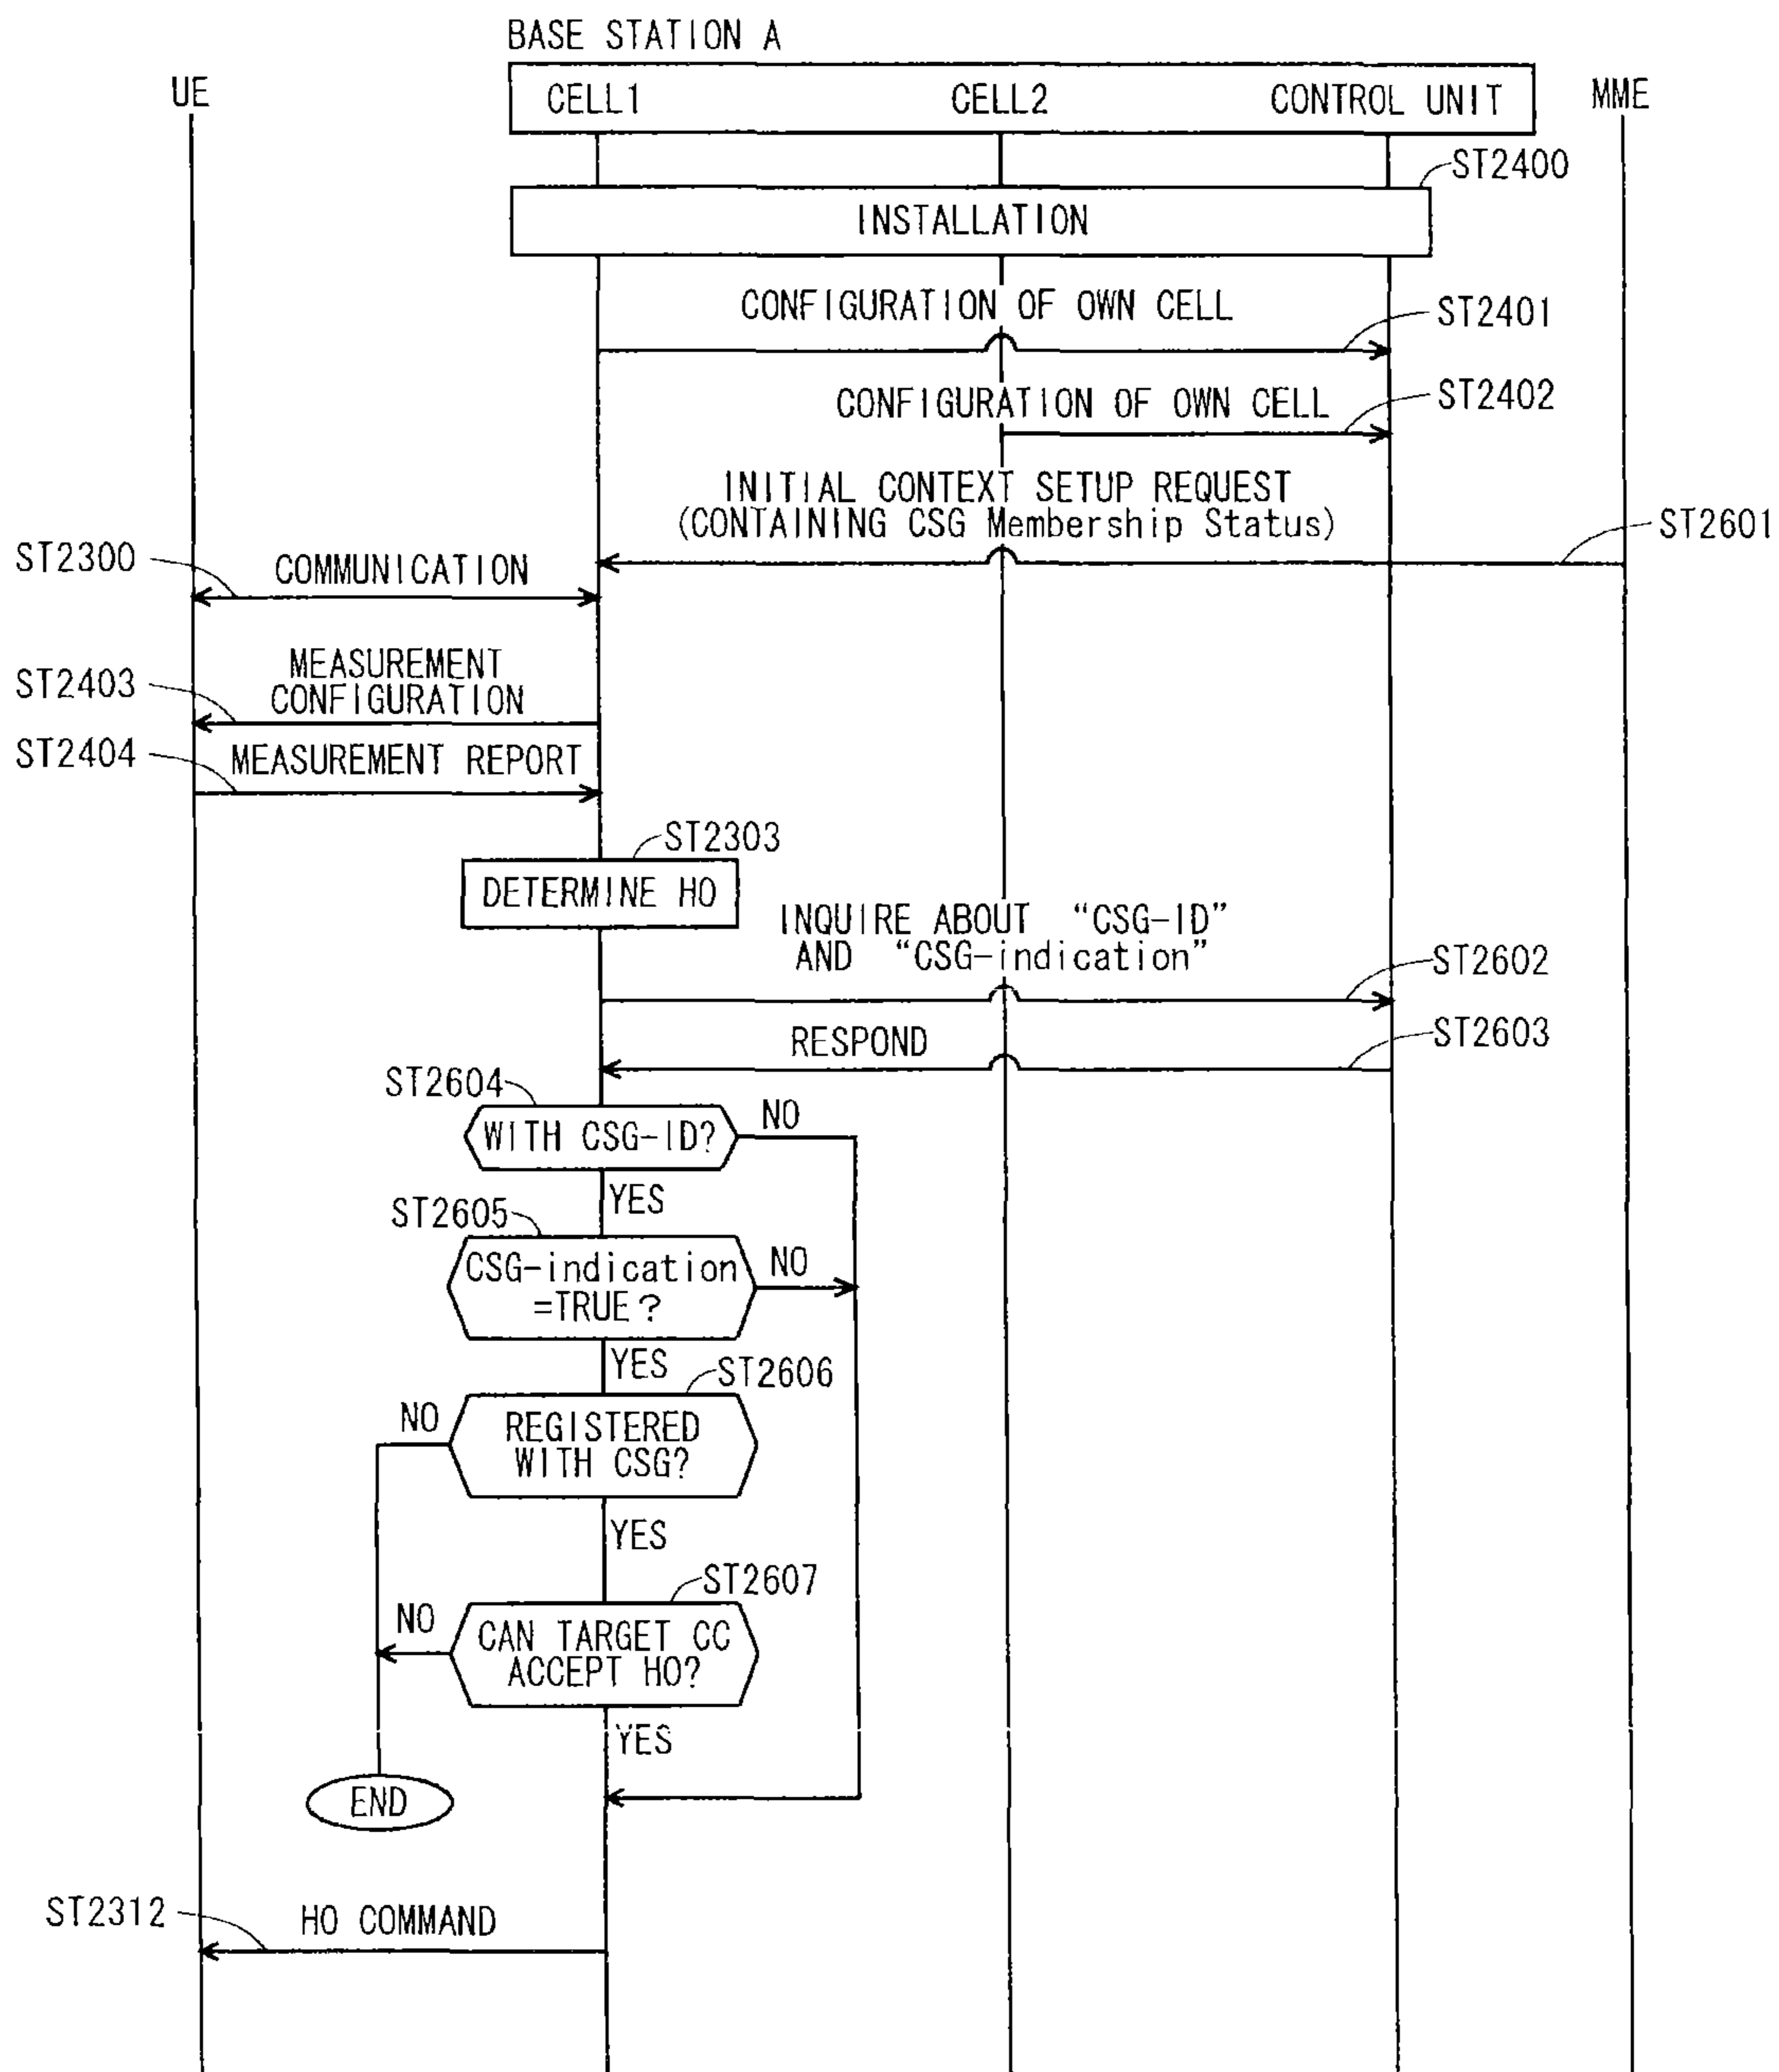 BASE STATION A
UE
CELL1
CELL2
CONTROL UNIT
MME
ST2400
INSTALLATION
CONFIGURATION OF OWN CELL
ST2401
CONFIGURATION OF OWN CELL
ST2402
INITIAL CONTEXT SETUP REQUEST
(CONTAINING CSG Membership Status)
ST2601
ST2300
COMMUNICATION
MEASUREMENT
CONFIGURATION
ST2403
ST2404
MEASUREMENT REPORT
ST2303
DETERMINE HO
INQUIRE ABOUT “CSG-ID”
AND “CSG-indication”
ST2602
RESPOND
ST2603
ST2604
WITH CSG-ID?
NO
YES
ST2605
CSG-indication
=TRUE?
NO
YES
ST2606
NO
REGISTERED
WITH CSG?
YES
ST2607
NO
CAN TARGET CC
ACCEPT HO?
YES
END
ST2312
HO COMMAND